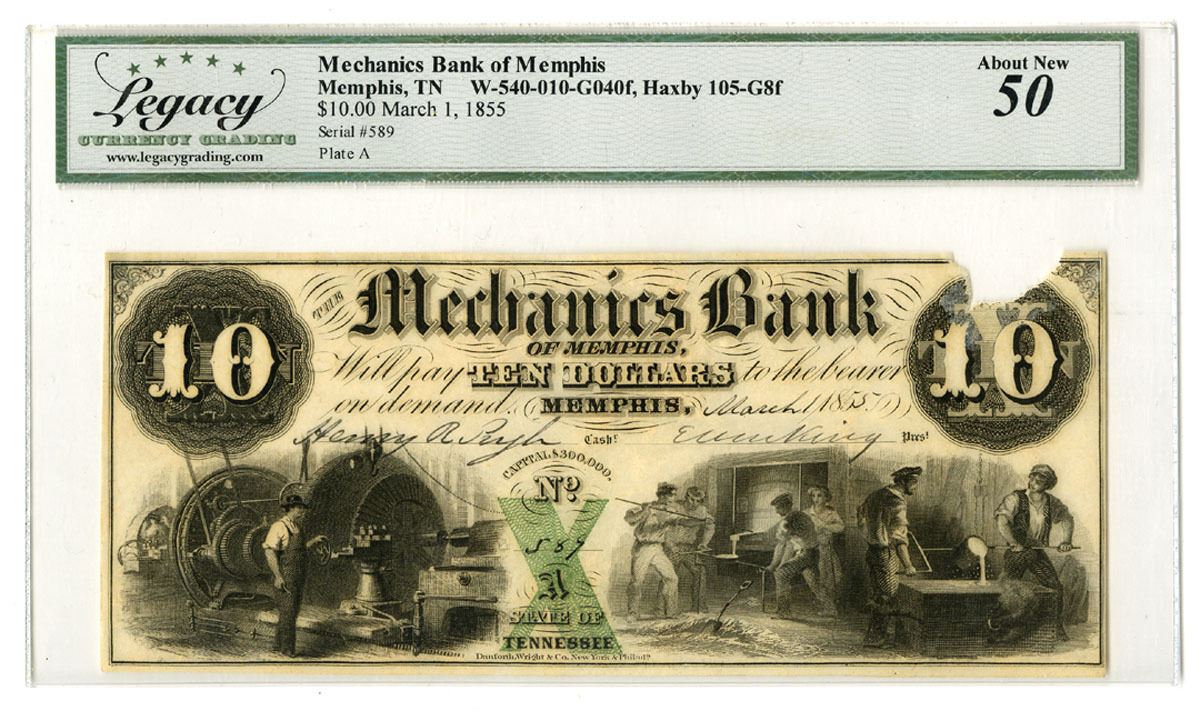 Legacy
CURRENCY GRADING
www.legacygrading.com
Mechanics Bank of Memphis
Memphis, TN W-540-010-G040f, Haxby 105-G8f
$10.00 March 1, 1855
Serial #589
Plate A
About New
50
THE
Mechanics Bank
OF MEMPHIS,
10
10
Will pay TEN DOLLARS to the bearer
on demand. MEMPHIS, March 1 1855
Cashr
King Prest
CAPITAL $300,000.
No
589
A
STATE OF
TENNESSEE
Danforth, Wright & Co. New York & Philada